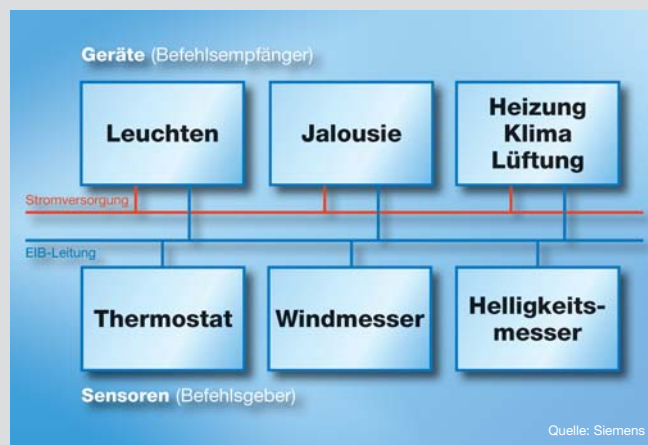 Geräte (Befehlsempfänger)
Leuchten
Jalousie
Heizung
Klima
Lüftung
Stromversorgung
EIB-Leitung
Thermostat
Windmesser
Helligkeits-
messer
Sensoren (Befehlsgeber)
Quelle: Siemens